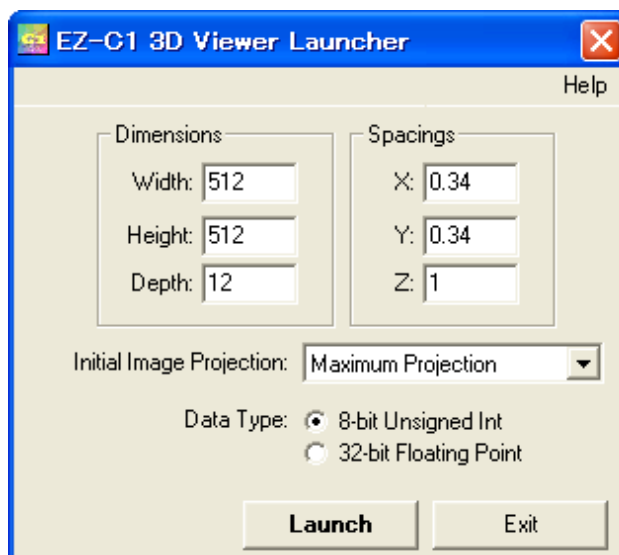 EZ-C1 3D Viewer Launcher
Help
Dimensions
Width: 512
Height: 512
Depth: 12
Spacings
X: 0.34
Y: 0.34
Z: 1
Initial Image Projection: Maximum Projection
Data Type: 8-bit Unsigned Int
32-bit Floating Point
Launch Exit